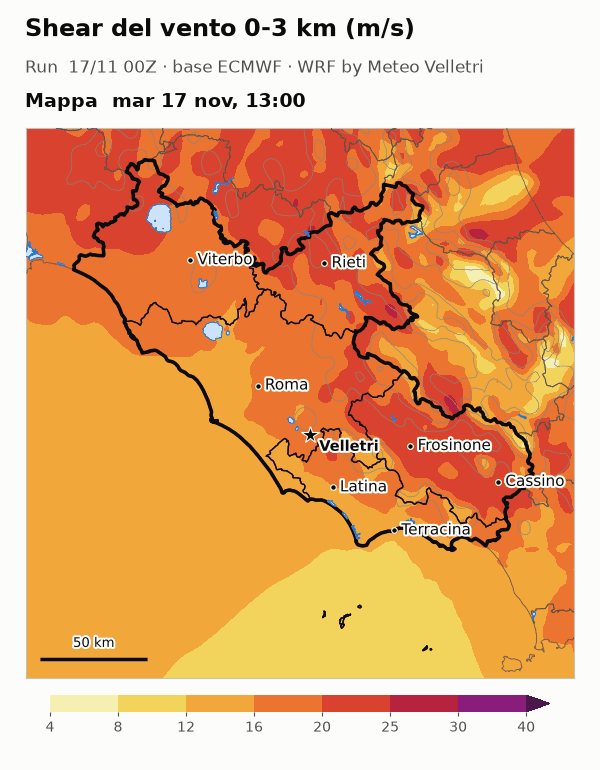 Shear del vento 0-3 km (m/s)
Run  17/11 00Z · base ECMWF · WRF by Meteo Velletri
Mappa  mar 17 nov, 13:00
Viterbo
Rieti
Roma
Velletri
Frosinone
Cassino
Latina
Terracina
50 km
4 8 12 16 20 25 30 40